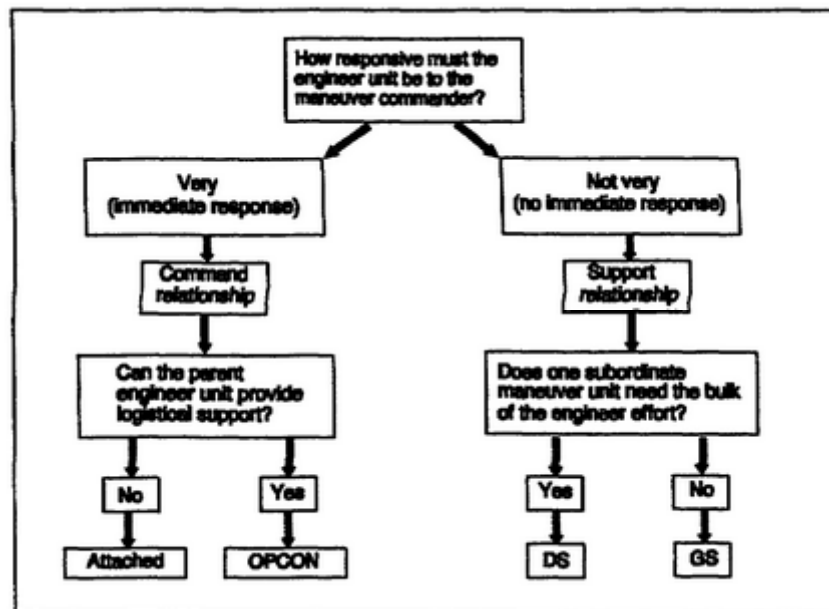 How responsive must the
engineer unit be to the
maneuver commander?
Very
(immediate response)
Not very
(no immediate response)
Command
relationship
Support
relationship
Can the parent
engineer unit provide
logistical support?
Does one subordinate
maneuver unit need the bulk
of the engineer effort?
No
Yes
Yes
No
Attached
OPCON
DS
GS